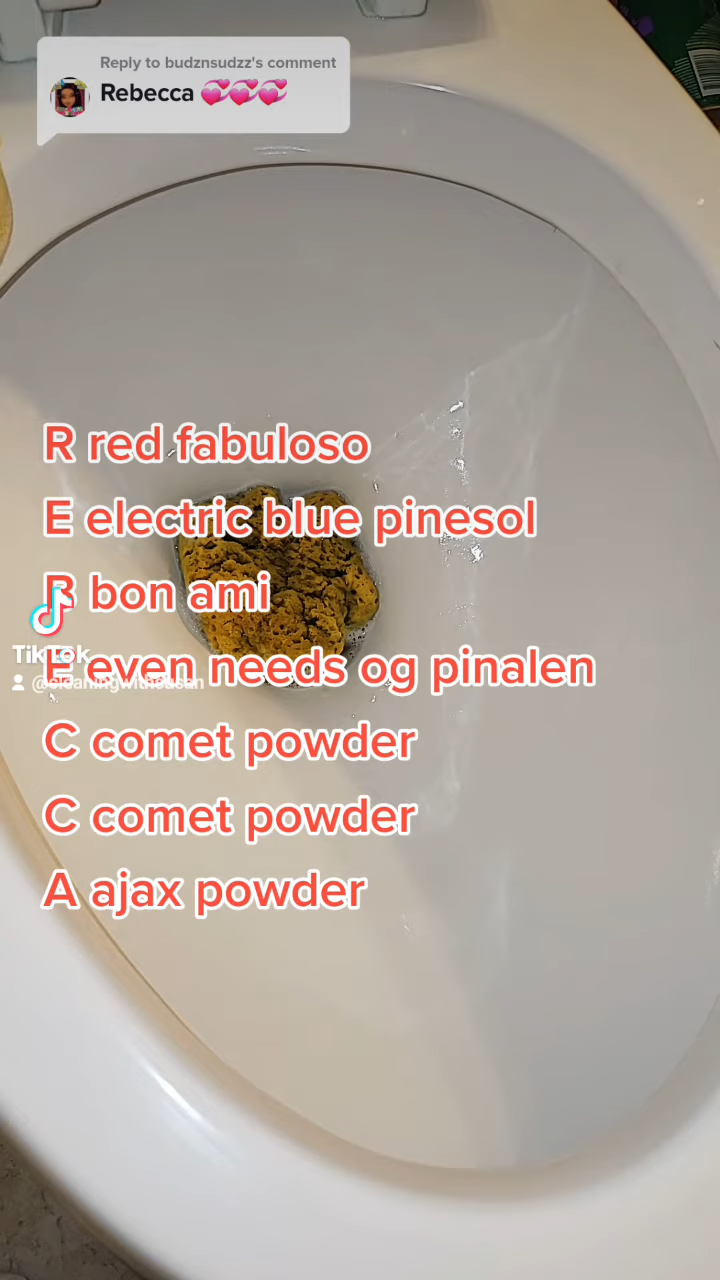 Reply to budznsudzz's comment
Rebecca 💞💞💞
R red fabuloso
E electric blue pinesol
B bon ami
E even needs og pinalen
TikTok
@cleaningwithsusan
C comet powder
C comet powder
A ajax powder